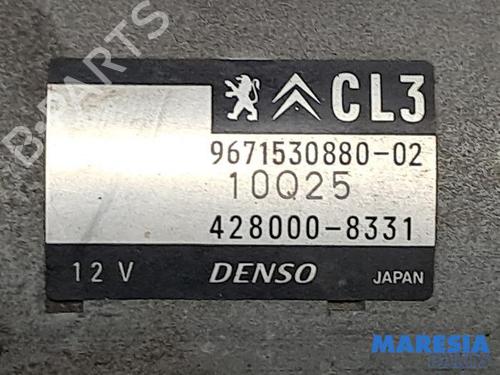 B-PARTS
CL3
9671530880-02
10Q25
428000-8331
12 V DENSO JAPAN
MARESIA